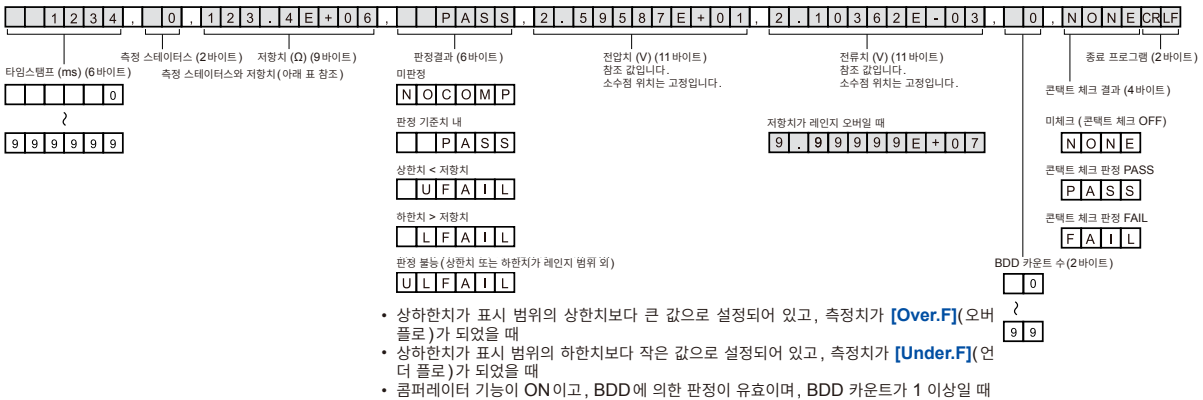 1234, 0,123.4E+06, PASS,2.59587E+01,2.10362E-03, 0,NONECRLF
측정 스테이터스 (2바이트)
저항치 (Ω) (9바이트)
판정결과 (6바이트)
전압치 (V) (11바이트)
전류치 (V) (11바이트)
종료 프로그램 (2바이트)
타임스탬프 (ms) (6바이트)
측정 스테이터스와 저항치(아래 표 참조)
미판정
참조 값입니다.
소수점 위치는 고정입니다.
참조 값입니다.
소수점 위치는 고정입니다.
콘택트 체크 결과 (4바이트)
0
~
999999
NOCOMP
판정 기준치 내
PASS
상한치 < 저항치
UFAIL
하한치 > 저항치
LFAIL
판정 불능(상한치 또는 하한치가 레인지 범위 외)
ULFAIL
저항치가 레인지 오버일 때
9.99999E+07
미체크 (콘택트 체크 OFF)
NONE
콘택트 체크 판정 PASS
PASS
콘택트 체크 판정 FAIL
FAIL
BDD 카운트 수(2바이트)
0
~
99
• 상하한치가 표시 범위의 상한치보다 큰 값으로 설정되어 있고, 측정치가 [Over.F](오버
플로)가 되었을 때
• 상하한치가 표시 범위의 하한치보다 작은 값으로 설정되어 있고, 측정치가 [Under.F](언
더 플로)가 되었을 때
• 콤퍼레이터 기능이 ON이고, BDD에 의한 판정이 유효이며, BDD 카운트가 1 이상일 때